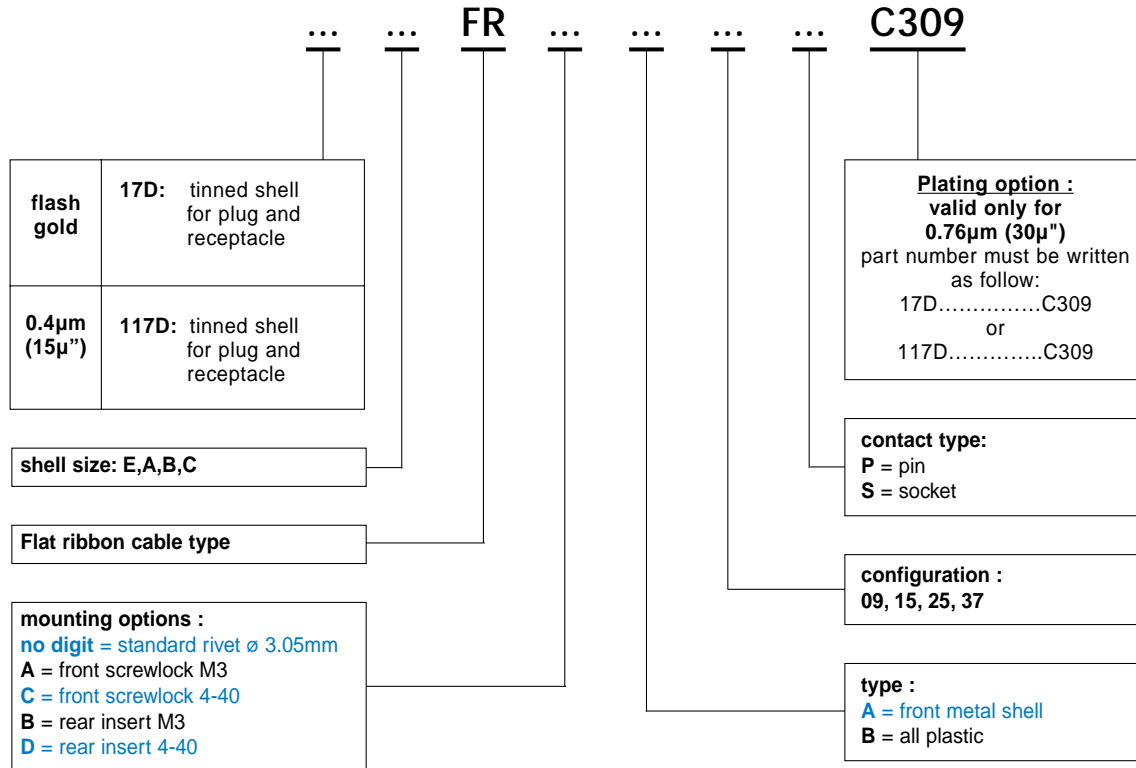 ... ... FR ... ... ... ... C309
flash
gold
17D: tinned shell
for plug and
receptacle
0.4µm
(15µ”)
117D: tinned shell
for plug and
receptacle
shell size: E,A,B,C
Flat ribbon cable type
mounting options :
no digit = standard rivet ø 3.05mm
A = front screwlock M3
C = front screwlock 4-40
B = rear insert M3
D = rear insert 4-40
Plating option :
valid only for
0.76µm (30µ")
part number must be written
as follow:
17D……………C309
or
117D…………..C309
contact type:
P = pin
S = socket
configuration :
09, 15, 25, 37
type :
A = front metal shell
B = all plastic